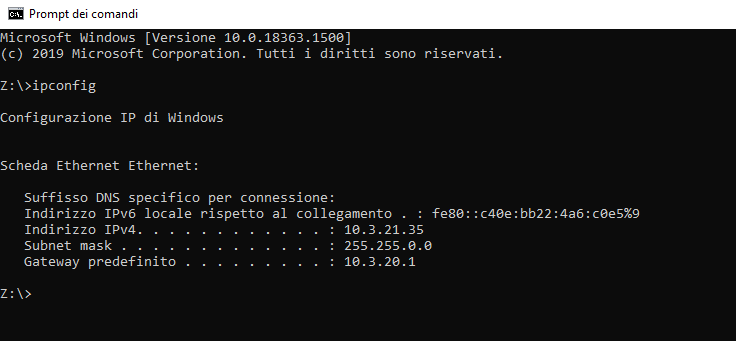 Prompt dei comandi
Microsoft Windows [Versione 10.0.18363.1500]
(c) 2019 Microsoft Corporation. Tutti i diritti sono riservati.
Z:\>ipconfig
Configurazione IP di Windows
Scheda Ethernet Ethernet:
Suffisso DNS specifico per connessione:
Indirizzo IPv6 locale rispetto al collegamento . : fe80::c40e:bb22:4a6:c0e5%9
Indirizzo IPv4. . . . . . . . . . . . : 10.3.21.35
Subnet mask . . . . . . . . . . . . . : 255.255.0.0
Gateway predefinito . . . . . . . . . : 10.3.20.1
Z:\>